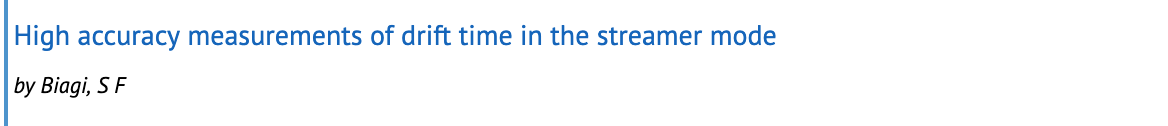 High accuracy measurements of drift time in the streamer mode
by Biagi, S F